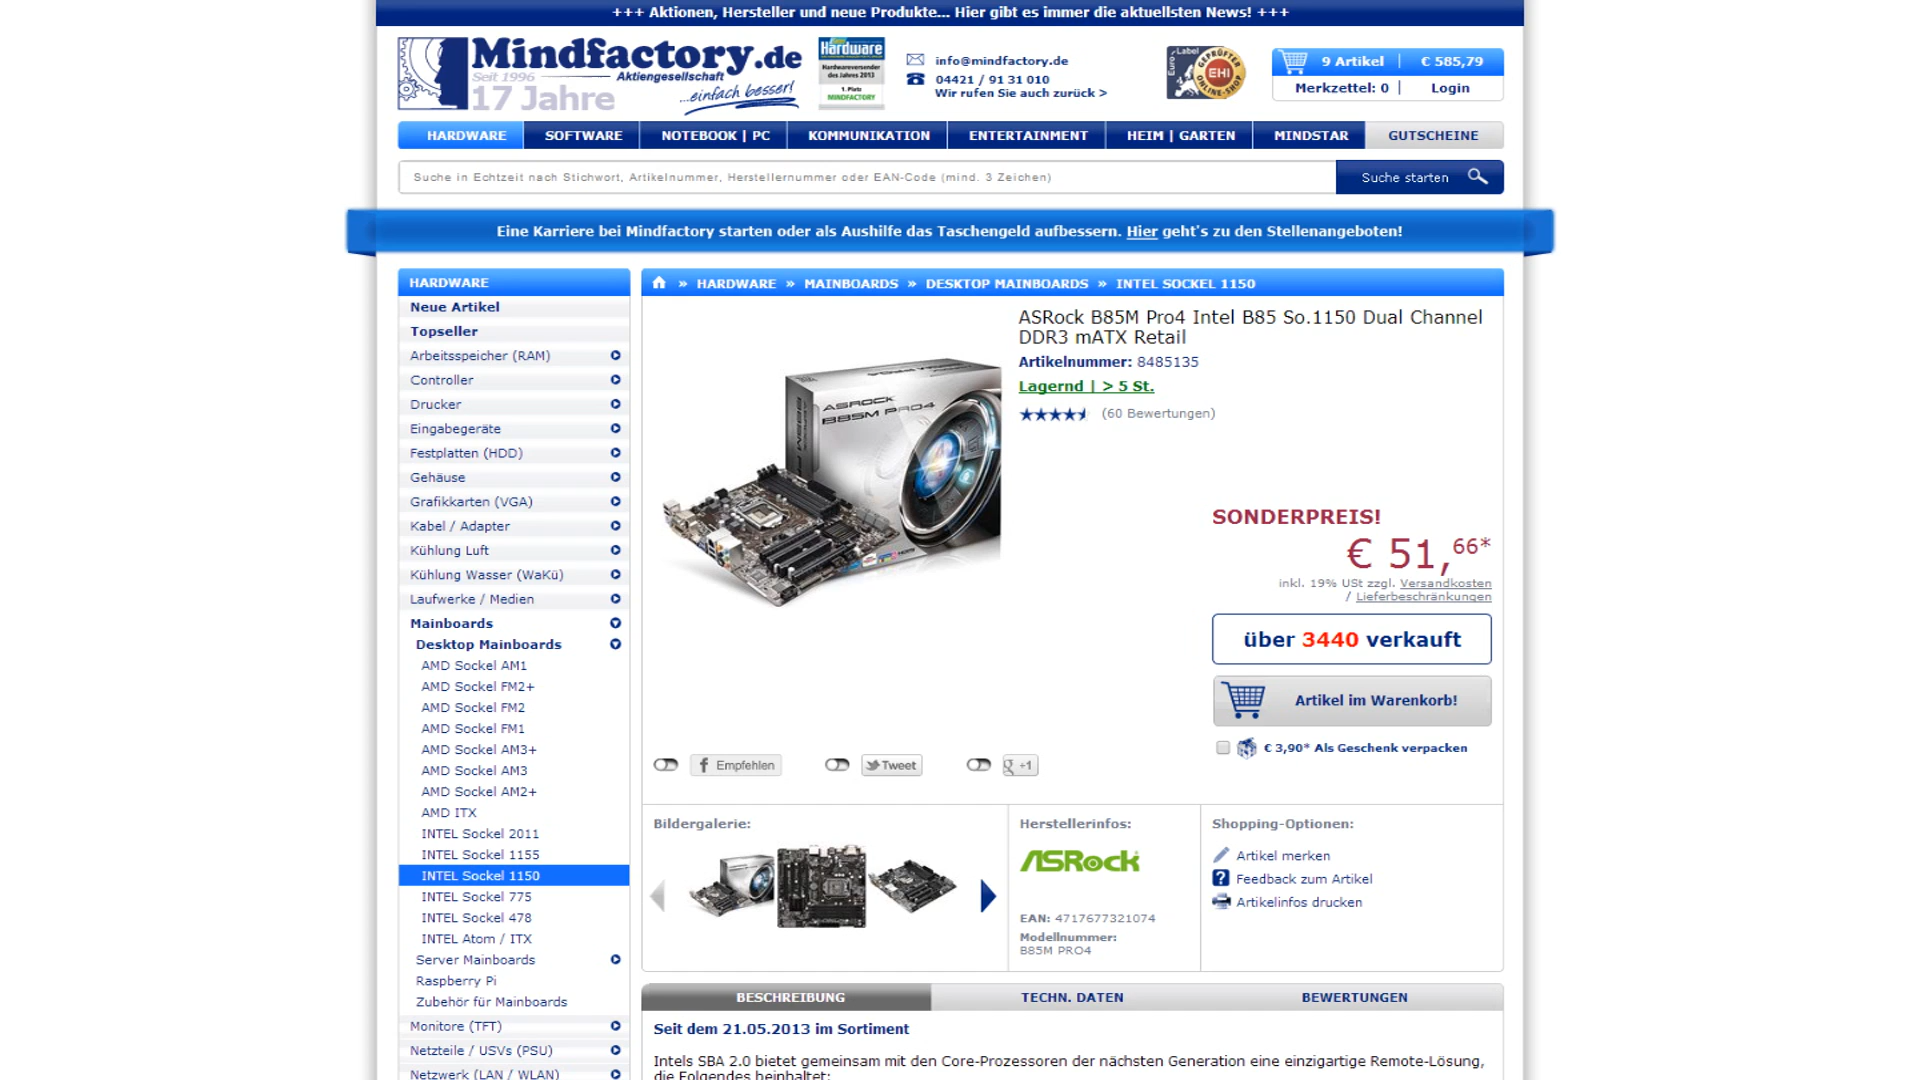 +++ Aktionen, Hersteller und neue Produkte... Hier gibt es immer die aktuellsten News! +++
Mindfactory.de
Seit 1996
Aktiengesellschaft
17 Jahre
...einfach besser!
Hardware
Hardwareversender
des Jahres 2013
1. Platz
MINDFACTORY
info@mindfactory.de
04421 / 91 31 010
Wir rufen Sie auch zurück >
Euro-Label
GEPRÜFTER
EHI
ONLINE-SHOP
9 Artikel | € 585,79
Merkzettel: 0 | Login
HARDWARE
SOFTWARE
NOTEBOOK | PC
KOMMUNIKATION
ENTERTAINMENT
HEIM | GARTEN
MINDSTAR
GUTSCHEINE
Suche in Echtzeit nach Stichwort, Artikelnummer, Herstellernummer oder EAN-Code (mind. 3 Zeichen)
Suche starten
Eine Karriere bei Mindfactory starten oder als Aushilfe das Taschengeld aufbessern. Hier geht's zu den Stellenangeboten!
HARDWARE
Neue Artikel
Topseller
Arbeitsspeicher (RAM)
Controller
Drucker
Eingabegeräte
Festplatten (HDD)
Gehäuse
Grafikkarten (VGA)
Kabel / Adapter
Kühlung Luft
Kühlung Wasser (WaKü)
Laufwerke / Medien
Mainboards
Desktop Mainboards
AMD Sockel AM1
AMD Sockel FM2+
AMD Sockel FM2
AMD Sockel FM1
AMD Sockel AM3+
AMD Sockel AM3
AMD Sockel AM2+
AMD ITX
INTEL Sockel 2011
INTEL Sockel 1155
INTEL Sockel 1150
INTEL Sockel 775
INTEL Sockel 478
INTEL Atom / ITX
Server Mainboards
Raspberry Pi
Zubehör für Mainboards
Monitore (TFT)
Netzteile / USVs (PSU)
Netzwerk (LAN / WLAN)
» HARDWARE » MAINBOARDS » DESKTOP MAINBOARDS » INTEL SOCKEL 1150
ASROCK
B85M PRO4
ASRock B85M Pro4 Intel B85 So.1150 Dual Channel
DDR3 mATX Retail
Artikelnummer: 8485135
Lagernd | > 5 St.
(60 Bewertungen)
SONDERPREIS!
€ 51,66*
inkl. 19% USt zzgl. Versandkosten
/ Lieferbeschränkungen
über 3440 verkauft
Artikel im Warenkorb!
€ 3,90* Als Geschenk verpacken
Empfehlen
Tweet
g +1
Bildergalerie:
Herstellerinfos:
ASRock
EAN: 4717677321074
Modellnummer:
B85M PRO4
Shopping-Optionen:
Artikel merken
Feedback zum Artikel
Artikelinfos drucken
BESCHREIBUNG
TECHN. DATEN
BEWERTUNGEN
Seit dem 21.05.2013 im Sortiment
Intels SBA 2.0 bietet gemeinsam mit den Core-Prozessoren der nächsten Generation eine einzigartige Remote-Lösung,
die Folgendes beinhaltet: